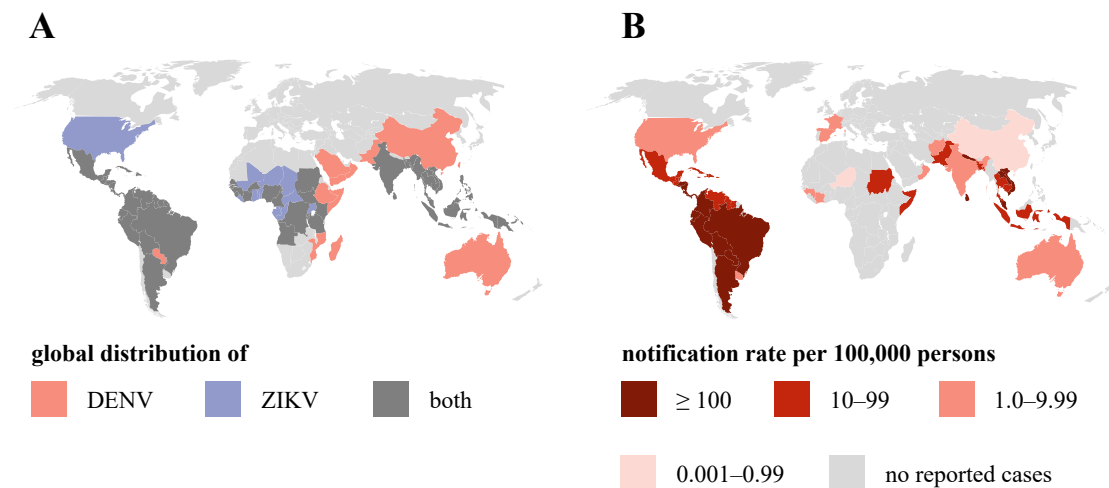 A
B
global distribution of
DENV
ZIKV
both
notification rate per 100,000 persons
≥ 100
10–99
1.0–9.99
0.001–0.99
no reported cases